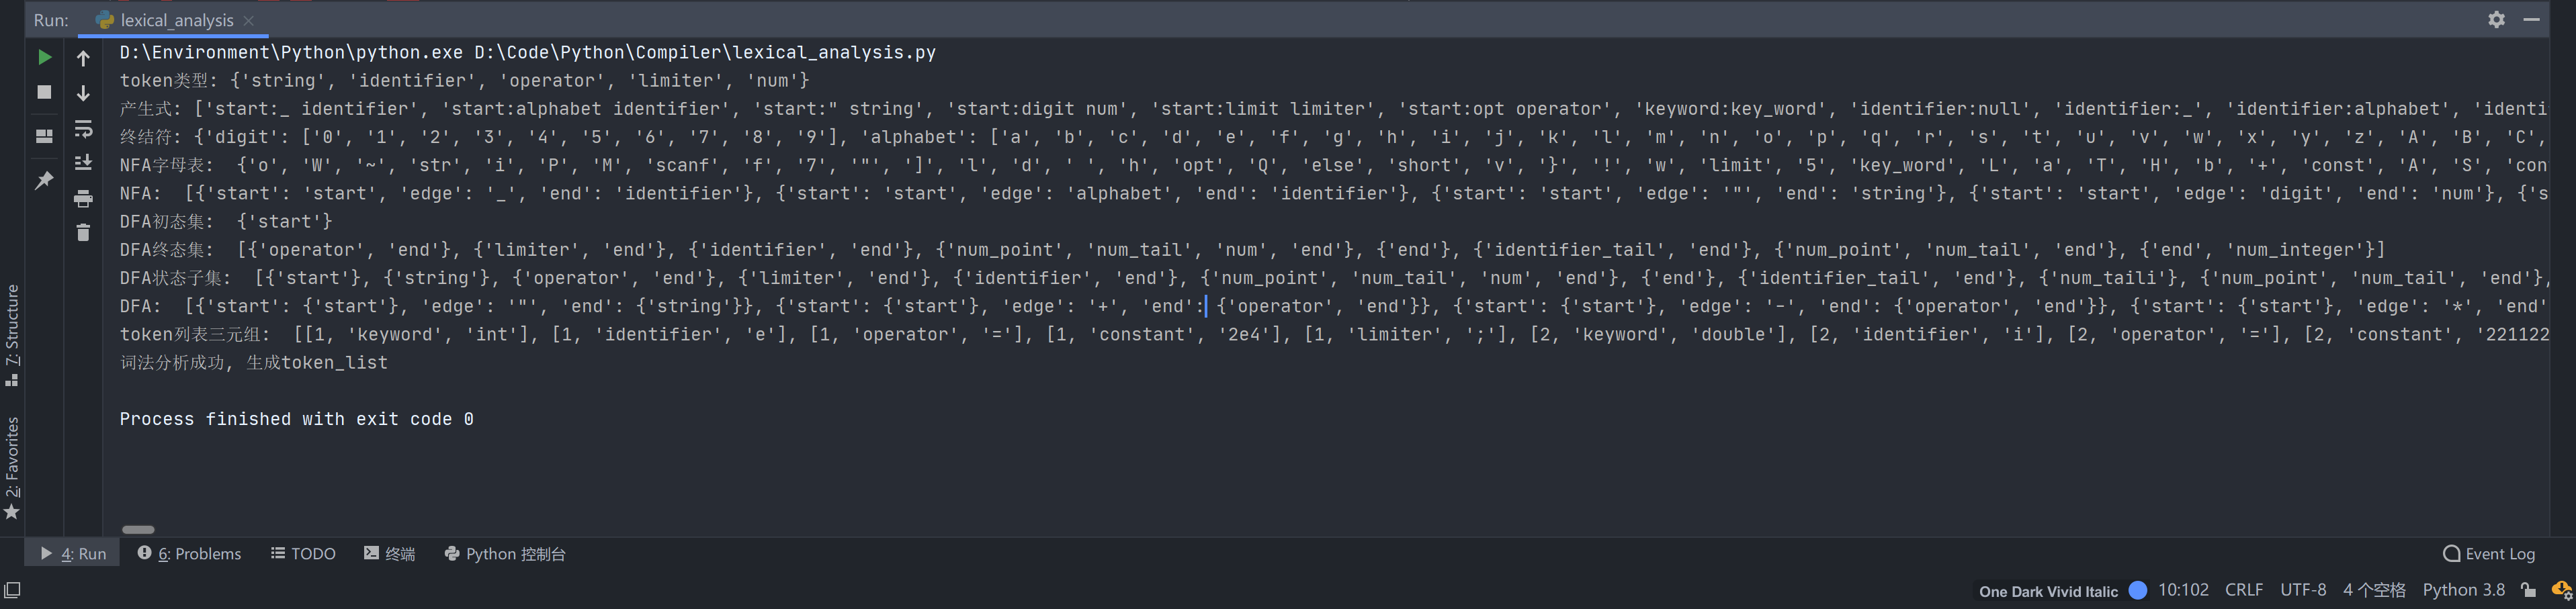 Run: lexical_analysis
D:\Environment\Python\python.exe D:\Code\Python\Compiler\lexical_analysis.py
token类型: {'string', 'identifier', 'operator', 'limiter', 'num'}
产生式: ['start:_ identifier', 'start:alphabet identifier', 'start:" string', 'start:digit num', 'start:limit limiter', 'start:opt operator', 'keyword:key_word', 'identifier:null', 'identifier:_', 'identifier:alphabet', 'identi
终结符: {'digit': ['0', '1', '2', '3', '4', '5', '6', '7', '8', '9'], 'alphabet': ['a', 'b', 'c', 'd', 'e', 'f', 'g', 'h', 'i', 'j', 'k', 'l', 'm', 'n', 'o', 'p', 'q', 'r', 's', 't', 'u', 'v', 'w', 'x', 'y', 'z', 'A', 'B', 'C',
NFA字母表: {'o', 'W', '~', 'str', 'i', 'P', 'M', 'scanf', 'f', '7', '"', ']', 'l', 'd', ' ', 'h', 'opt', 'Q', 'else', 'short', 'v', '}', '!', 'w', 'limit', '5', 'key_word', 'L', 'a', 'T', 'H', 'b', '+', 'const', 'A', 'S', 'con
NFA: [{'start': 'start', 'edge': '_', 'end': 'identifier'}, {'start': 'start', 'edge': 'alphabet', 'end': 'identifier'}, {'start': 'start', 'edge': '"', 'end': 'string'}, {'start': 'start', 'edge': 'digit', 'end': 'num'}, {'s
DFA初态集: {'start'}
DFA终态集: [{'operator', 'end'}, {'limiter', 'end'}, {'identifier', 'end'}, {'num_point', 'num_tail', 'num', 'end'}, {'end'}, {'identifier_tail', 'end'}, {'num_point', 'num_tail', 'end'}, {'end', 'num_integer'}]
DFA状态子集: [{'start'}, {'string'}, {'operator', 'end'}, {'limiter', 'end'}, {'identifier', 'end'}, {'num_point', 'num_tail', 'num', 'end'}, {'end'}, {'identifier_tail', 'end'}, {'num_taili'}, {'num_point', 'num_tail', 'end'},
DFA: [{'start': {'start'}, 'edge': '"', 'end': {'string'}}, {'start': {'start'}, 'edge': '+', 'end': {'operator', 'end'}}, {'start': {'start'}, 'edge': '-', 'end': {'operator', 'end'}}, {'start': {'start'}, 'edge': '*', 'end'
token列表三元组: [[1, 'keyword', 'int'], [1, 'identifier', 'e'], [1, 'operator', '='], [1, 'constant', '2e4'], [1, 'limiter', ';'], [2, 'keyword', 'double'], [2, 'identifier', 'i'], [2, 'operator', '='], [2, 'constant', '221122
词法分析成功, 生成token_list
Process finished with exit code 0
7: Structure
2: Favorites
4: Run 6: Problems TODO 终端 Python 控制台 Event Log
One Dark Vivid Italic 10:102 CRLF UTF-8 4 个空格 Python 3.8